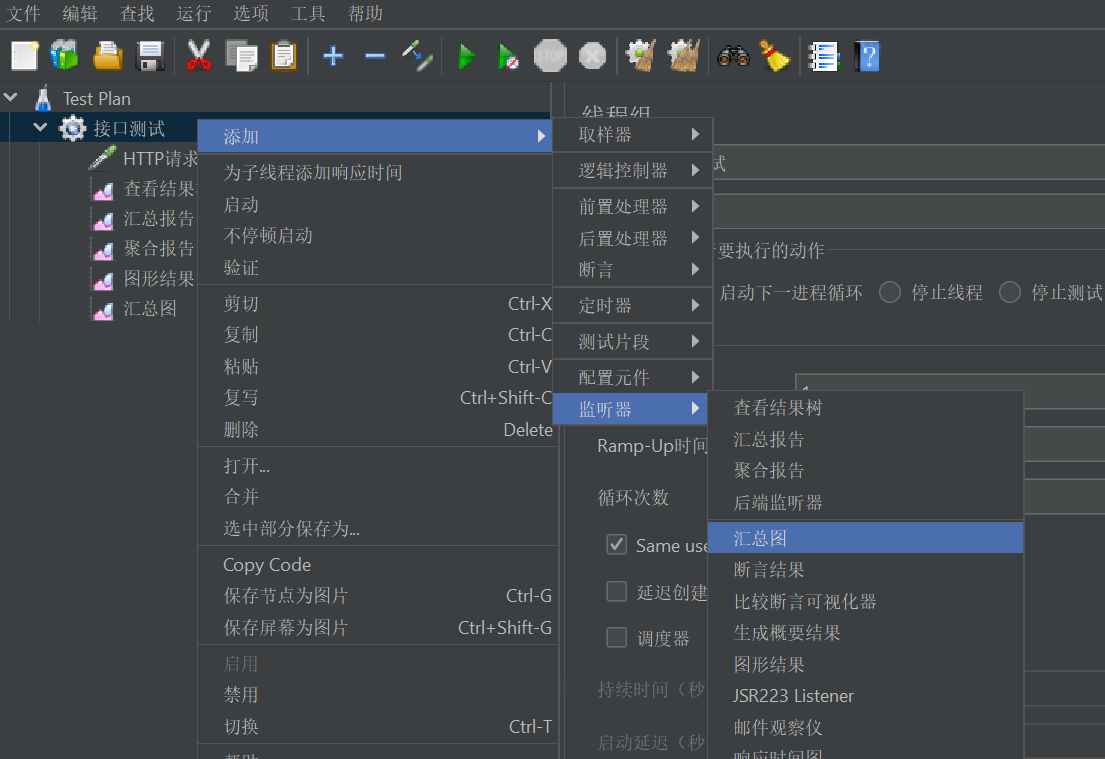 文件 编辑 查找 运行 选项 工具 帮助
STOP
Test Plan
接口测试
HTTP请求
查看结果
汇总报告
聚合报告
图形结果
汇总图
添加
为子线程添加响应时间
启动
不停顿启动
验证
剪切 Ctrl-X
复制 Ctrl-C
粘贴 Ctrl-V
复写 Ctrl+Shift-C
删除 Delete
打开...
合并
选中部分保存为...
Copy Code
保存节点为图片 Ctrl-G
保存屏幕为图片 Ctrl+Shift-G
启用
禁用
切换 Ctrl-T
帮助
取样器
逻辑控制器
前置处理器
后置处理器
断言
定时器
测试片段
配置元件
监听器
查看结果树
汇总报告
聚合报告
后端监听器
汇总图
断言结果
比较断言可视化器
生成概要结果
图形结果
JSR223 Listener
邮件观察仪
响应时间图
线程组
试
要执行的动作
启动下一进程循环 停止线程 停止测试
Ramp-Up时间
循环次数
Same use
延迟创建
调度器
持续时间（秒
启动延迟（秒